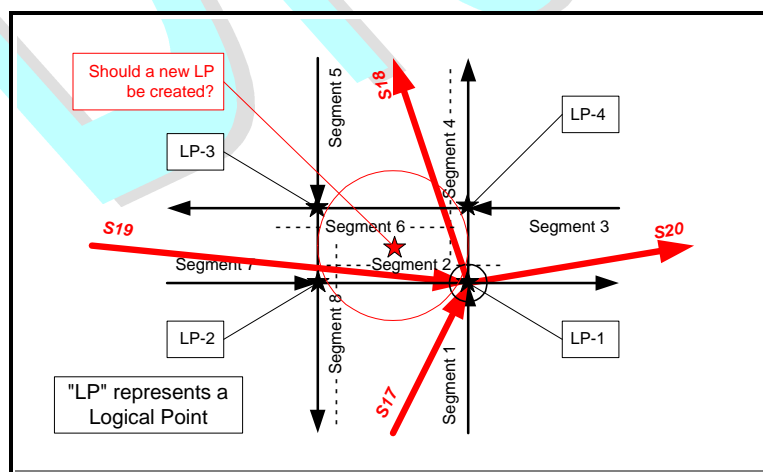 Should a new LP
be created?
Segment 5
S18
Segment 4
LP-4
LP-3
S19
Segment 6
Segment 3
S20
Segment 7
Segment 2
LP-2
Segment 8
LP-1
Segment 1
S17
"LP" represents a
Logical Point